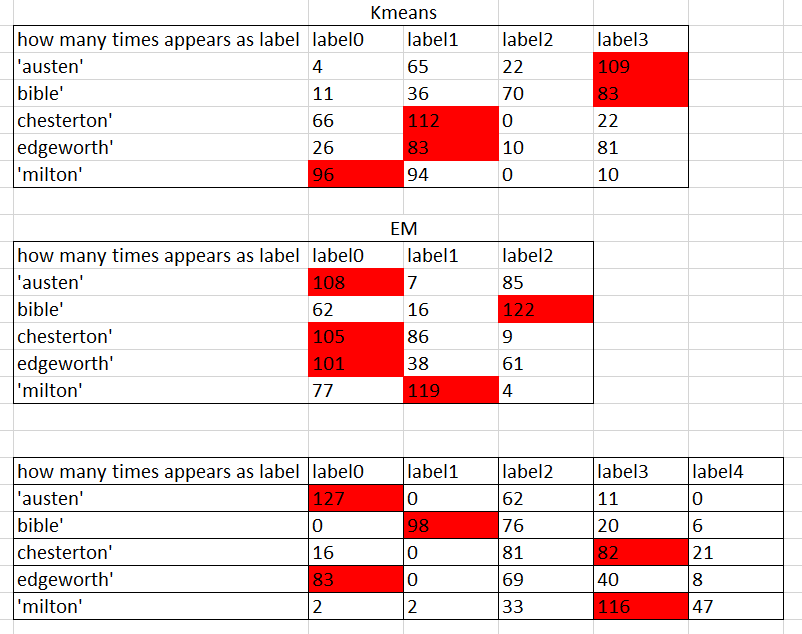 Kmeans
how many times appears as label label0 label1 label2 label3
'austen' 4 65 22 109
bible' 11 36 70 83
chesterton' 66 112 0 22
edgeworth' 26 83 10 81
'milton' 96 94 0 10
EM
how many times appears as label label0 label1 label2
'austen' 108 7 85
bible' 62 16 122
chesterton' 105 86 9
edgeworth' 101 38 61
'milton' 77 119 4
how many times appears as label label0 label1 label2 label3 label4
'austen' 127 0 62 11 0
bible' 0 98 76 20 6
chesterton' 16 0 81 82 21
edgeworth' 83 0 69 40 8
'milton' 2 2 33 116 47